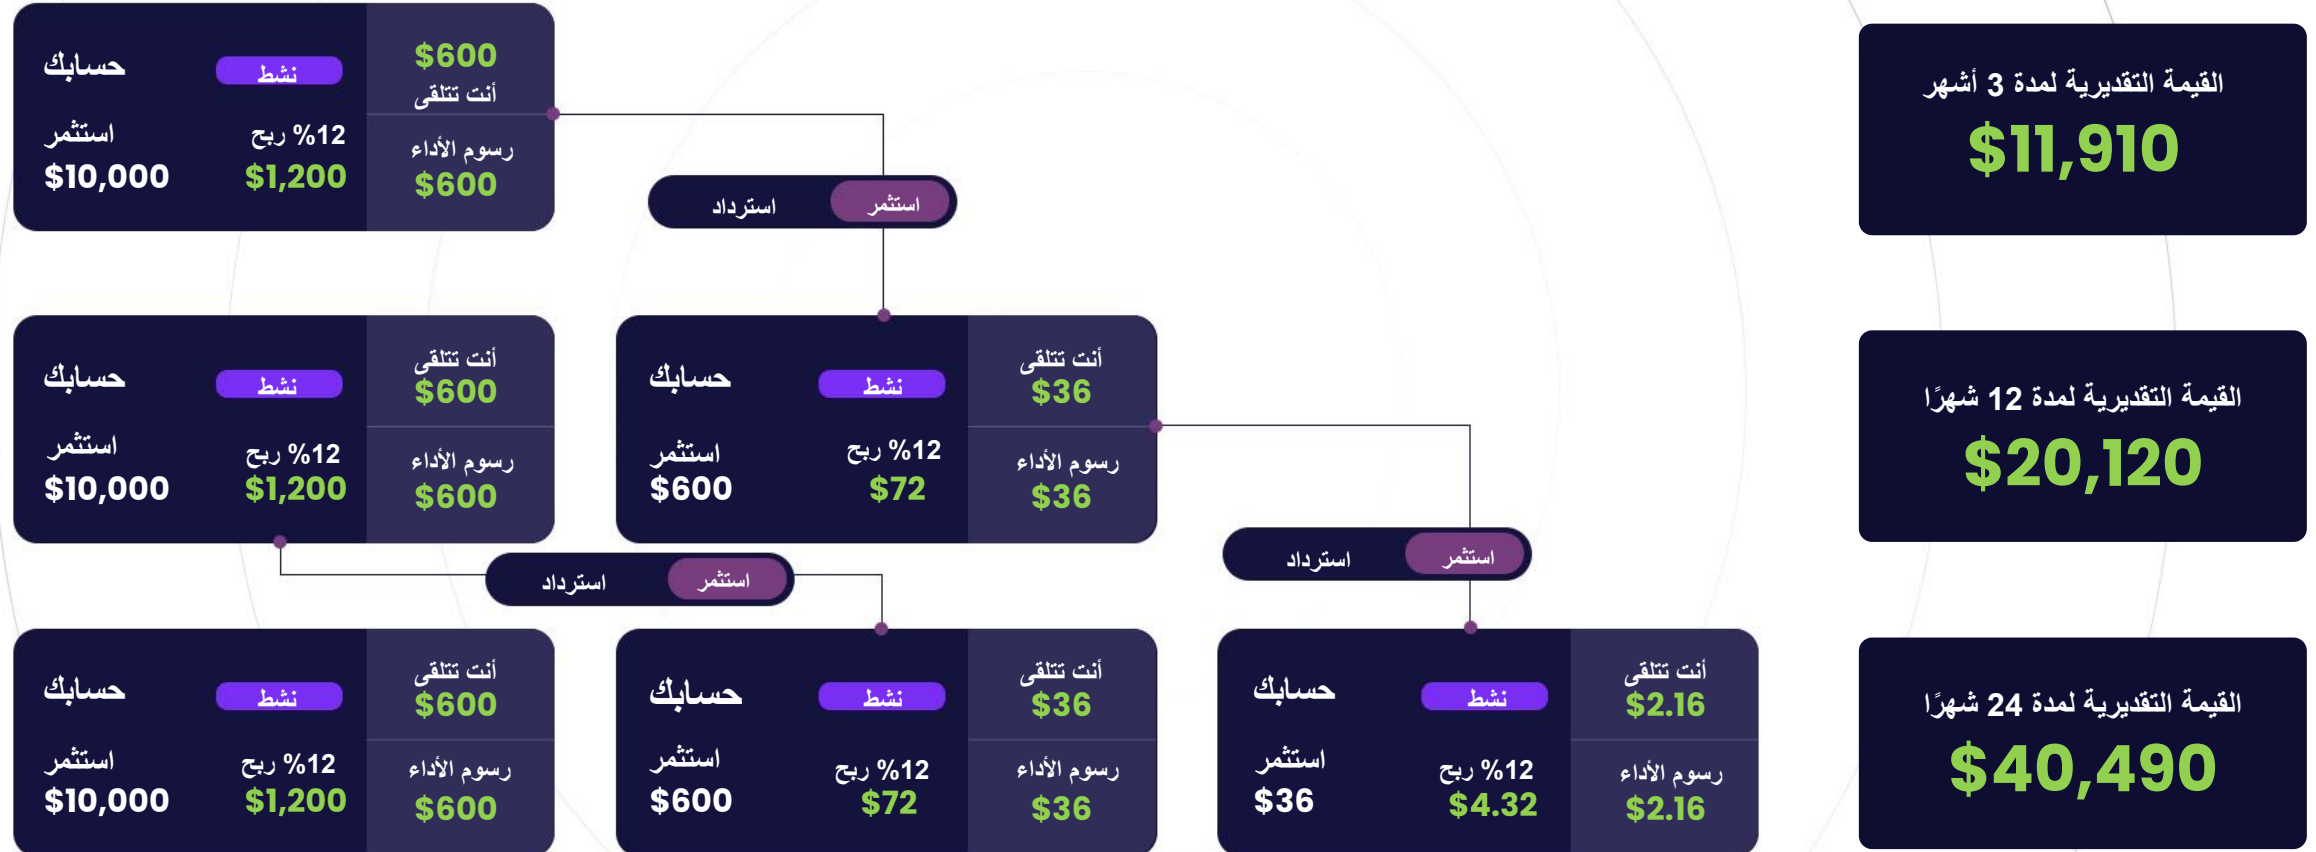 حسابك
نشط
$600
أنت تتلقى
استثمر
%12 ربح
$10,000
$1,200
رسوم الأداء
$600
استثمر
استرداد
القيمة التقديرية لمدة 3 أشهر
$11,910
حسابك
نشط
أنت تتلقى
$600
استثمر
%12 ربح
$10,000
$1,200
رسوم الأداء
$600
حسابك
نشط
أنت تتلقى
$36
استثمر
%12 ربح
$600
$72
رسوم الأداء
$36
القيمة التقديرية لمدة 12 شهرًا
$20,120
استثمر
استرداد
استثمر
استرداد
حسابك
نشط
أنت تتلقى
$600
استثمر
%12 ربح
$10,000
$1,200
رسوم الأداء
$600
حسابك
نشط
أنت تتلقى
$36
استثمر
%12 ربح
$600
$72
رسوم الأداء
$36
حسابك
نشط
أنت تتلقى
$2.16
استثمر
%12 ربح
$36
$4.32
رسوم الأداء
$2.16
القيمة التقديرية لمدة 24 شهرًا
$40,490